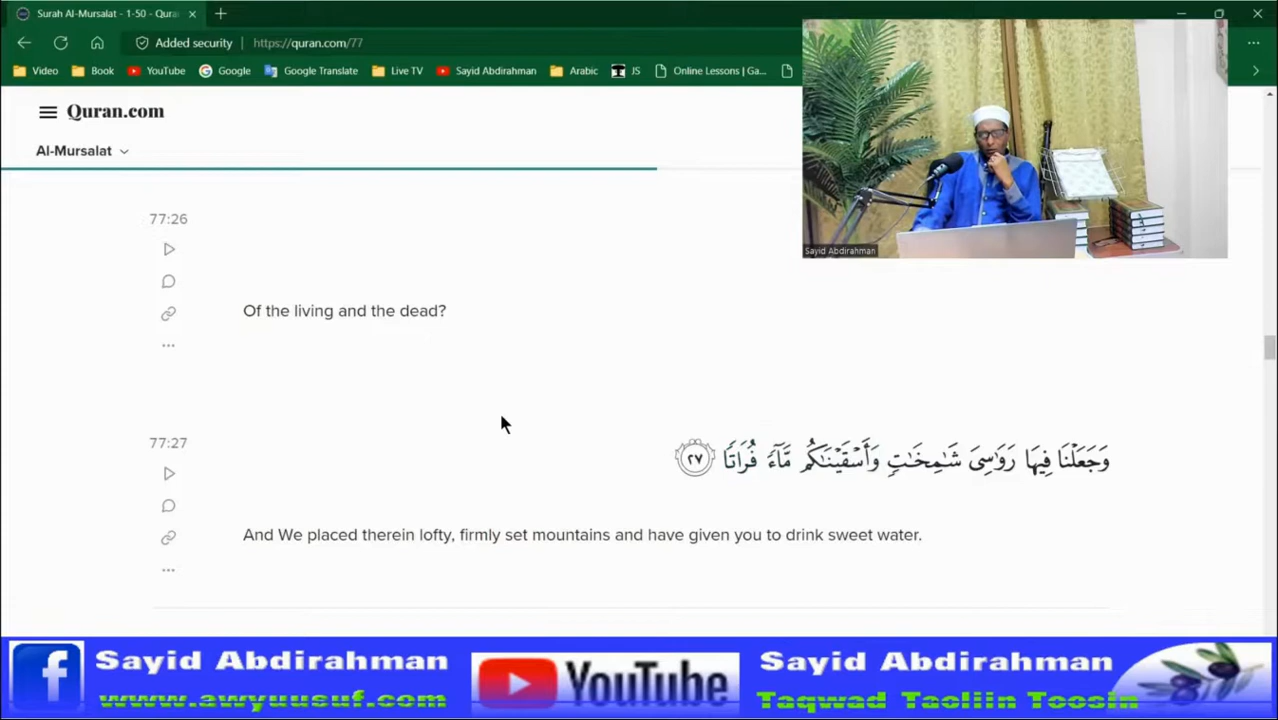 Surah Al-Mursalat - 1-50 - Qura
Added security
https://quran.com/77
Video
Book
YouTube
Google
Google Translate
Live TV
Sayid Abdirahman
Arabic
JS
Online Lessons | Ga...
Quran.com
Al-Mursalat
Sayid Abdirahman
77:26
Of the living and the dead?
77:27
وَجَعَلْنَا فِيهَا رَوَٰسِىَ شَـٰمِخَـٰتٍۢ وَأَسْقَيْنَـٰكُم مَّآءًۭ فُرَاتًۭا ٢٧
And We placed therein lofty, firmly set mountains and have given you to drink sweet water.
f
Sayid Abdirahman
www.awyuusuf.com
YouTube
Sayid Abdirahman
Taqwad Taoliin Toosin